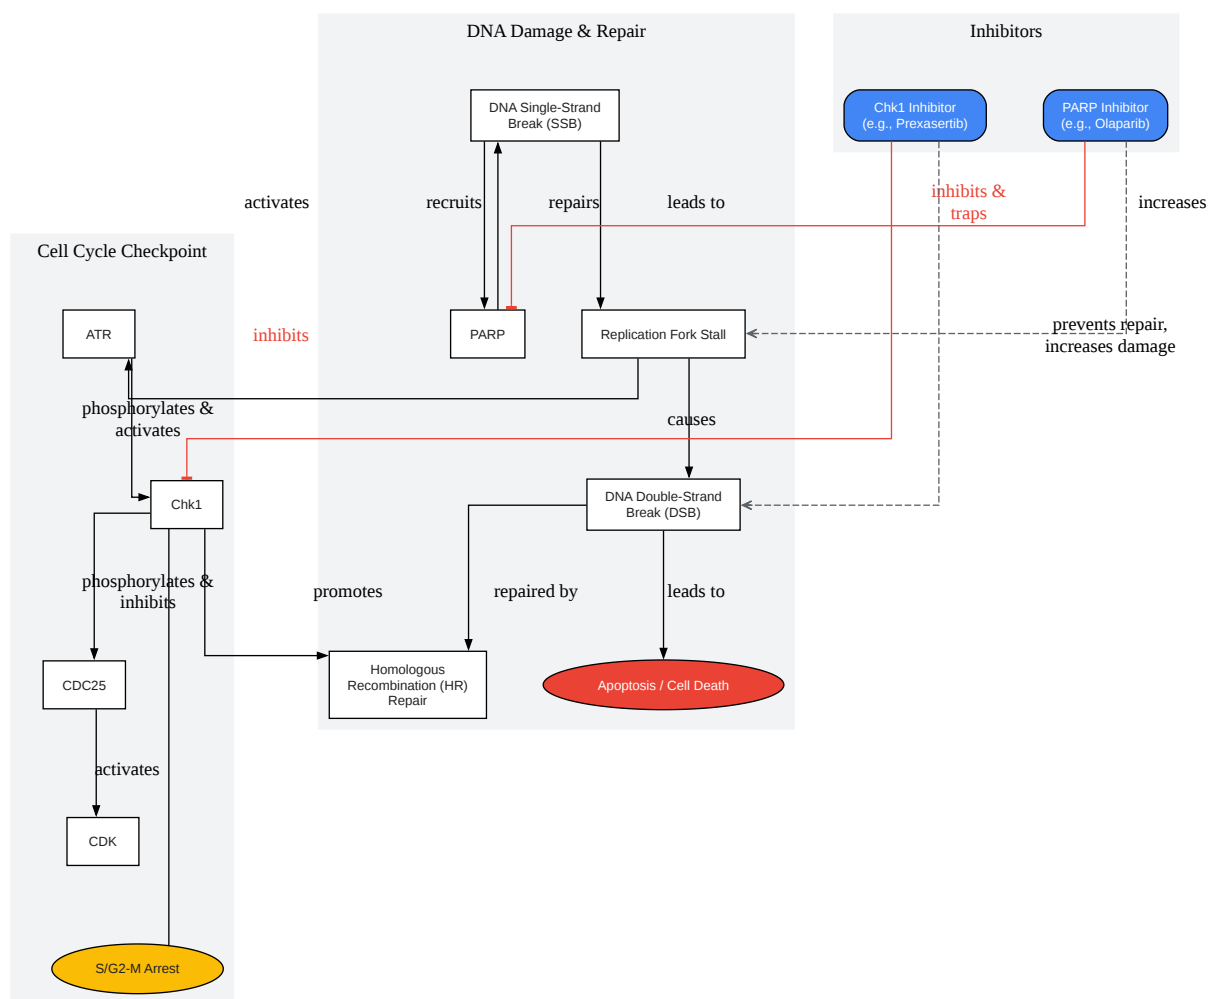 DNA Damage & Repair
Inhibitors
DNA Single-Strand
Break (SSB)
Chk1 Inhibitor
(e.g., Prexasertib)
PARP Inhibitor
(e.g., Olaparib)
activates
recruits
repairs
leads to
inhibits &
traps
increases
Cell Cycle Checkpoint
ATR
inhibits
PARP
Replication Fork Stall
prevents repair,
increases damage
phosphorylates &
activates
causes
Chk1
DNA Double-Strand
Break (DSB)
phosphorylates &
inhibits
promotes
repaired by
leads to
CDC25
Homologous
Recombination (HR)
Repair
Apoptosis / Cell Death
activates
CDK
S/G2-M Arrest